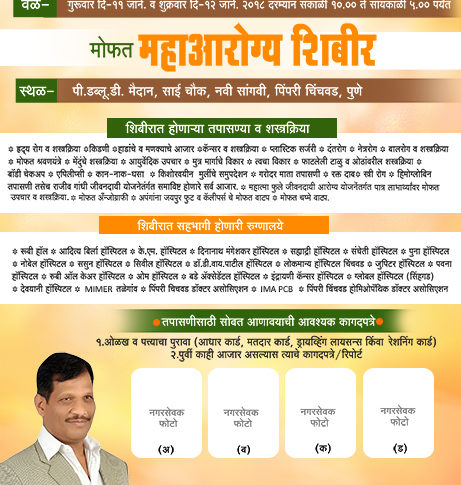 वेळ- गुरूवार दि-११ जाने. व शुक्रवार दि-१२ जाने. २०१८ दरम्यान सकाळी १०.०० ते सायंकाळी ५.०० पर्यंत
मोफत महाआरोग्य शिबीर
स्थळ- पी.डब्लू.डी. मैदान, साई चौक, नवी सांगवी, पिंपरी चिंचवड, पुणे
शिबीरात होणाऱ्या तपासण्या व शस्त्रक्रिया
* हृदय रोग व शस्त्रक्रिया *किडणी *हाडांचे व मणक्याचे आजार *कॅन्सर व शस्त्रक्रिया * प्लास्टिक सर्जरी * दंतरोग * नेत्ररोग * बालरोग व शस्त्रक्रिया
* मोफत श्रवणयंत्रे * मेंदुंचे शस्त्रक्रिया * आयुर्वेदिक उपचार * मुत्र मार्गाचे विकार * त्वचा विकार * फाटलेली टाळु व ओठांवरील शस्त्रक्रिया*
बॉडी चेकअप * एपिलीप्सी * कान-नाक-घसा * किशोरवयीन मुलींचे समुपदेशन * गरोदर माता तपासणी * रक्त दाब* स्त्री रोग * हिमोग्लोबिन
तपासणी तसेच राजीव गांधी जीवनदायी योजनेतंर्गत समाविष्ट होणारे सर्व आजार. * महात्मा फुले जीवनदायी आरोग्य योजनेतंर्गत पात्र लाभार्थ्यांवर मोफत
उपचार व शस्त्रक्रिया. * मोफत अँन्जोग्राफी * अपंगांना जयपुर फुट व कॅलीपर्स चे मोफत वाटप * मोफत चष्मे वाटप.
शिबीरात सहभागी होणारी रुग्णालये
* रूबी हॉल * आदित्य बिर्ला हॉस्पिटल * के.एम. हॉस्पिटल * दिनानाथ मंगेशकर हॉस्पिटल * सह्याद्री हॉस्पिटल * संचेती हॉस्पिटल * पुना हॉस्पिटल
* नोबेल हॉस्पिटल * ससुन हॉस्पिटल * सिवील हॉस्पिटल * डॉ.डी.वाय.पाटील हॉस्पिटल * लोकमान्य हॉस्पिटल चिंचवड * जुपिटर हॉस्पिटल * पवना
हॉस्पिटल * रुबी ऑल केअर हॉस्पिटल * ओम हॉस्पिटल * बडे अॅक्सेडेंटल हॉस्पिटल * इंद्रायणी कॅन्सर हॉस्पिटल * ग्लोबल हॉस्पिटल (सिंहगड)
* देवयानी हॉस्पिटल * MIMER तळेगांव * पिंपरी चिंचवड डॉक्टर असोसिएशन * IMA PCB * पिंपरी चिंचवड होमिओपॅथिक डॉक्टर असोसिएशन
तपासणीसाठी सोबत आणावयाची आवश्यक कागदपत्रे
१.ओळख व पत्त्याचा पुरावा (आधार कार्ड, मतदार कार्ड, ड्रायव्हिंग लायसन्स किंवा रेशनिंग कार्ड)
२.पुर्वी काही आजार असल्यास त्याचे कागदपत्रे/रिपोर्ट
नगरसेवक फोटो (अ)
नगरसेवक फोटो (ब)
नगरसेवक फोटो (क)
नगरसेवक फोटो (ड)